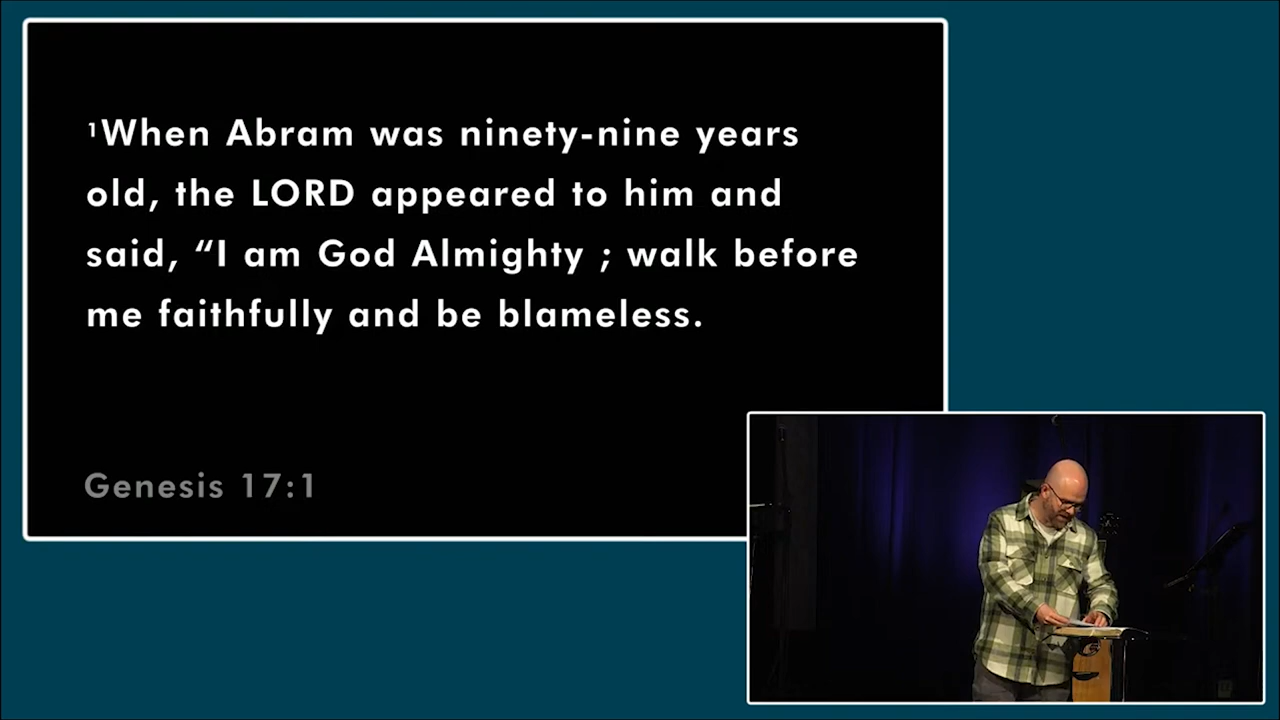 ¹When Abram was ninety-nine years
old, the LORD appeared to him and
said, “I am God Almighty ; walk before
me faithfully and be blameless.
Genesis 17:1